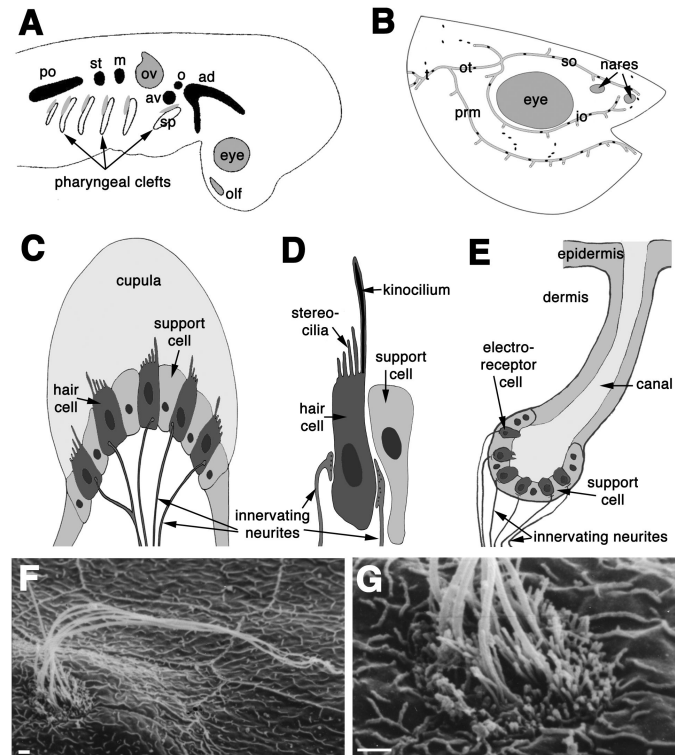 A
po
st
m
ov
o
av
ad
sp
eye
olf
pharyngeal clefts
B
t
ot
so
nares
eye
prm
io
C
cupula
support
cell
hair
cell
D
kinocilium
stereo-
cilia
support
cell
hair
cell
innervating
neurites
E
epidermis
dermis
electro-
receptor
cell
canal
support
cell
innervating neurites
F
G